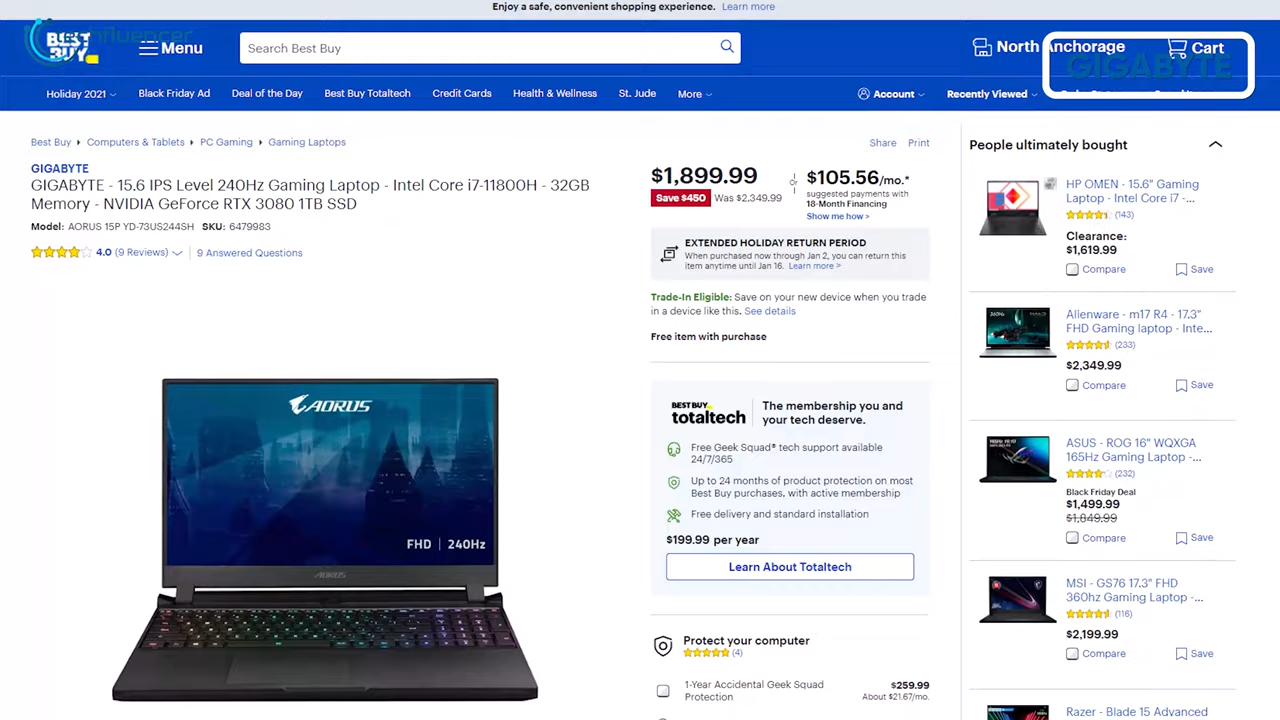 Enjoy a safe, convenient shopping experience. Learn more
Techfluencer
BEST BUY
Menu
Search Best Buy
North Anchorage
Cart
GIGABYTE
Holiday 2021
Black Friday Ad
Deal of the Day
Best Buy Totaltech
Credit Cards
Health & Wellness
St. Jude
More
Account
Recently Viewed
Best Buy Computers & Tablets PC Gaming Gaming Laptops
Share Print
GIGABYTE
GIGABYTE - 15.6 IPS Level 240Hz Gaming Laptop - Intel Core i7-11800H - 32GB
Memory - NVIDIA GeForce RTX 3080 1TB SSD
Model: AORUS 15P YD-73US244SH SKU: 6479983
4.0 (9 Reviews) 9 Answered Questions
AORUS
FHD | 240Hz
AORUS
$1,899.99
Save $450 Was $2,349.99
Or
$105.56/mo.*
suggested payments with
18-Month Financing
Show me how >
EXTENDED HOLIDAY RETURN PERIOD
When purchased now through Jan 2, you can return this
item anytime until Jan 16. Learn more >
Trade-In Eligible: Save on your new device when you trade
in a device like this. See details
Free item with purchase
BEST BUY
totaltech
The membership you and
your tech deserve.
Free Geek Squad® tech support available
24/7/365
Up to 24 months of product protection on most
Best Buy purchases, with active membership
Free delivery and standard installation
$199.99 per year
Learn About Totaltech
Protect your computer
(4)
1-Year Accidental Geek Squad
Protection
$259.99
About $21.67/mo.
People ultimately bought
HP OMEN - 15.6" Gaming
Laptop - Intel Core i7 -...
(143)
Clearance:
$1,619.99
Compare Save
Alienware - m17 R4 - 17.3"
FHD Gaming laptop - Inte...
(233)
$2,349.99
Compare Save
ASUS - ROG 16" WQXGA
165Hz Gaming Laptop -...
(232)
Black Friday Deal
$1,499.99
$1,849.99
Compare Save
MSI - GS76 17.3" FHD
360hz Gaming Laptop -...
(116)
$2,199.99
Compare Save
Razer - Blade 15 Advanced